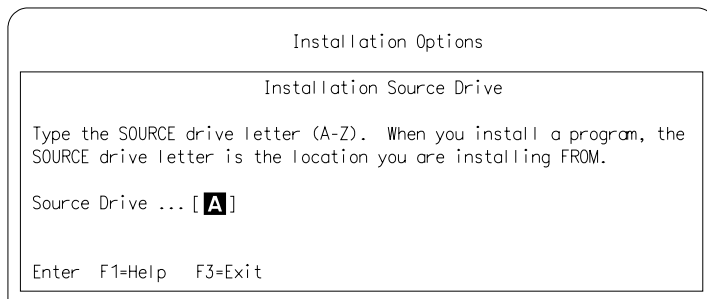 Installation Options
Installation Source Drive
Type the SOURCE drive letter (A-Z). When you install a program, the
SOURCE drive letter is the location you are installing FROM.
Source Drive ... [A]
Enter F1=Help F3=Exit